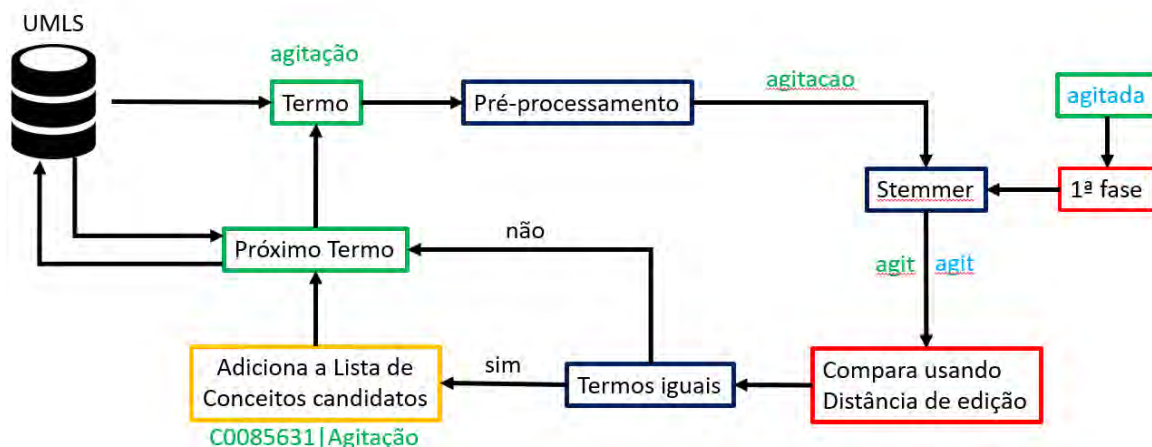 UMLS
agitação
Termo
Pré-processamento
agitacao
agitada
Stemmer
1ª fase
Próximo Termo
não
agit
agit
Adiciona a Lista de
Conceitos candidatos
sim
Termos iguais
Compara usando
Distância de edição
C0085631|Agitação